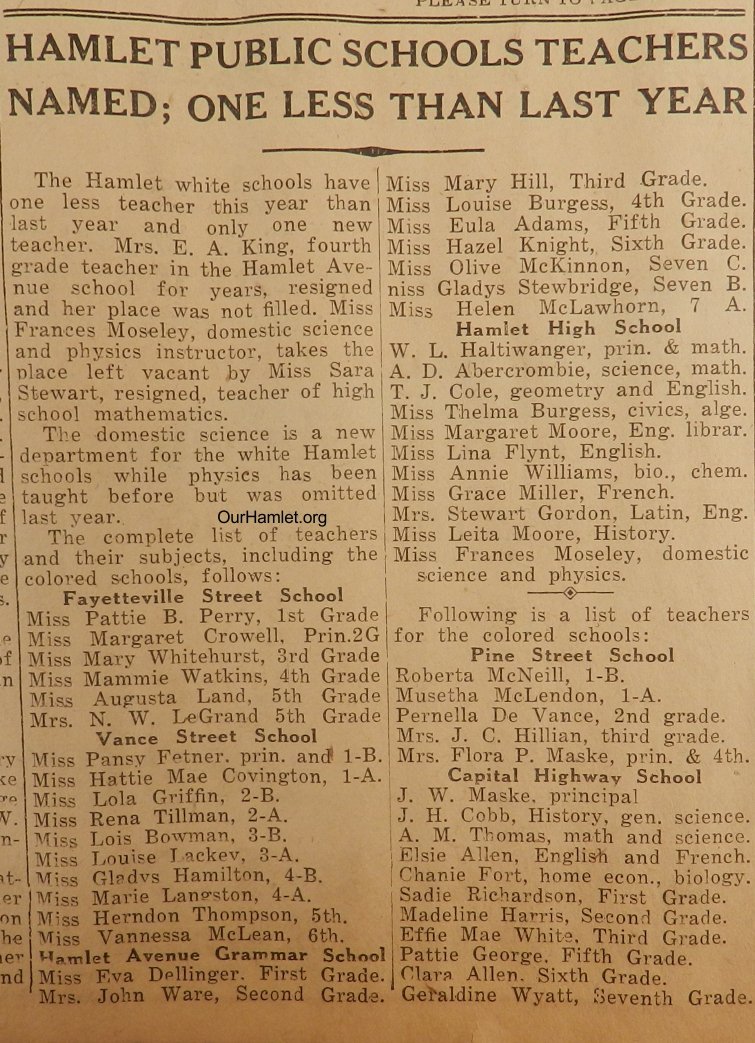 HAMLET PUBLIC SCHOOLS TEACHERS
NAMED; ONE LESS THAN LAST YEAR
The Hamlet white schools have
one less teacher this year than
last year and only one new
teacher. Mrs. E. A. King, fourth
grade teacher in the Hamlet Ave-
nue school for years, resigned
and her place was not filled. Miss
Frances Moseley, domestic science
and physics instructor, takes the
place left vacant by Miss Sara
Stewart, resigned, teacher of high
school mathematics.
The domestic science is a new
department for the white Hamlet
schools while physics has been
taught before but was omitted
last year.
OurHamlet.org
The complete list of teachers
and their subjects, including the
colored schools, follows:
Fayetteville Street School
Miss Pattie B. Perry, 1st Grade
Miss Margaret Crowell, Prin.2G
Miss Mary Whitehurst, 3rd Grade
Miss Mammie Watkins, 4th Grade
Miss Augusta Land, 5th Grade
Mrs. N. W. LeGrand 5th Grade
Vance Street School
Miss Pansy Fetner. prin. and 1-B.
Miss Hattie Mae Covington, 1-A.
Miss Lola Griffin, 2-B.
Miss Rena Tillman, 2-A.
Miss Lois Bowman, 3-B.
Miss Louise Lackey, 3-A.
Miss Gladys Hamilton, 4-B.
Miss Marie Langston, 4-A.
Miss Herndon Thompson, 5th.
Miss Vannessa McLean, 6th.
Hamlet Avenue Grammar School
Miss Eva Dellinger. First Grade.
Mrs. John Ware, Second Grade.
Miss Mary Hill, Third Grade.
Miss Louise Burgess, 4th Grade.
Miss Eula Adams, Fifth Grade.
Miss Hazel Knight, Sixth Grade.
Miss Olive McKinnon, Seven C.
niss Gladys Stewbridge, Seven B.
Miss Helen McLawhorn, 7 A.
Hamlet High School
W. L. Haltiwanger, prin. & math.
A. D. Abercrombie, science, math.
T. J. Cole, geometry and English.
Miss Thelma Burgess, civics, alge.
Miss Margaret Moore, Eng. librar.
Miss Lina Flynt, English.
Miss Annie Williams, bio., chem.
Miss Grace Miller, French.
Mrs. Stewart Gordon, Latin, Eng.
Miss Leita Moore, History.
Miss Frances Moseley, domestic
science and physics.
Following is a list of teachers
for the colored schools:
Pine Street School
Roberta McNeill, 1-B.
Musetha McLendon, 1-A.
Pernella De Vance, 2nd grade.
Mrs. J. C. Hillian, third grade.
Mrs. Flora P. Maske, prin. & 4th.
Capital Highway School
J. W. Maske, principal
J. H. Cobb, History, gen. science.
A. M. Thomas, math and science.
Elsie Allen, English and French.
Chanie Fort, home econ., biology.
Sadie Richardson, First Grade.
Madeline Harris, Second Grade.
Effie Mae White, Third Grade.
Pattie George. Fifth Grade.
Clara Allen. Sixth Grade.
Geraldine Wyatt, Seventh Grade.